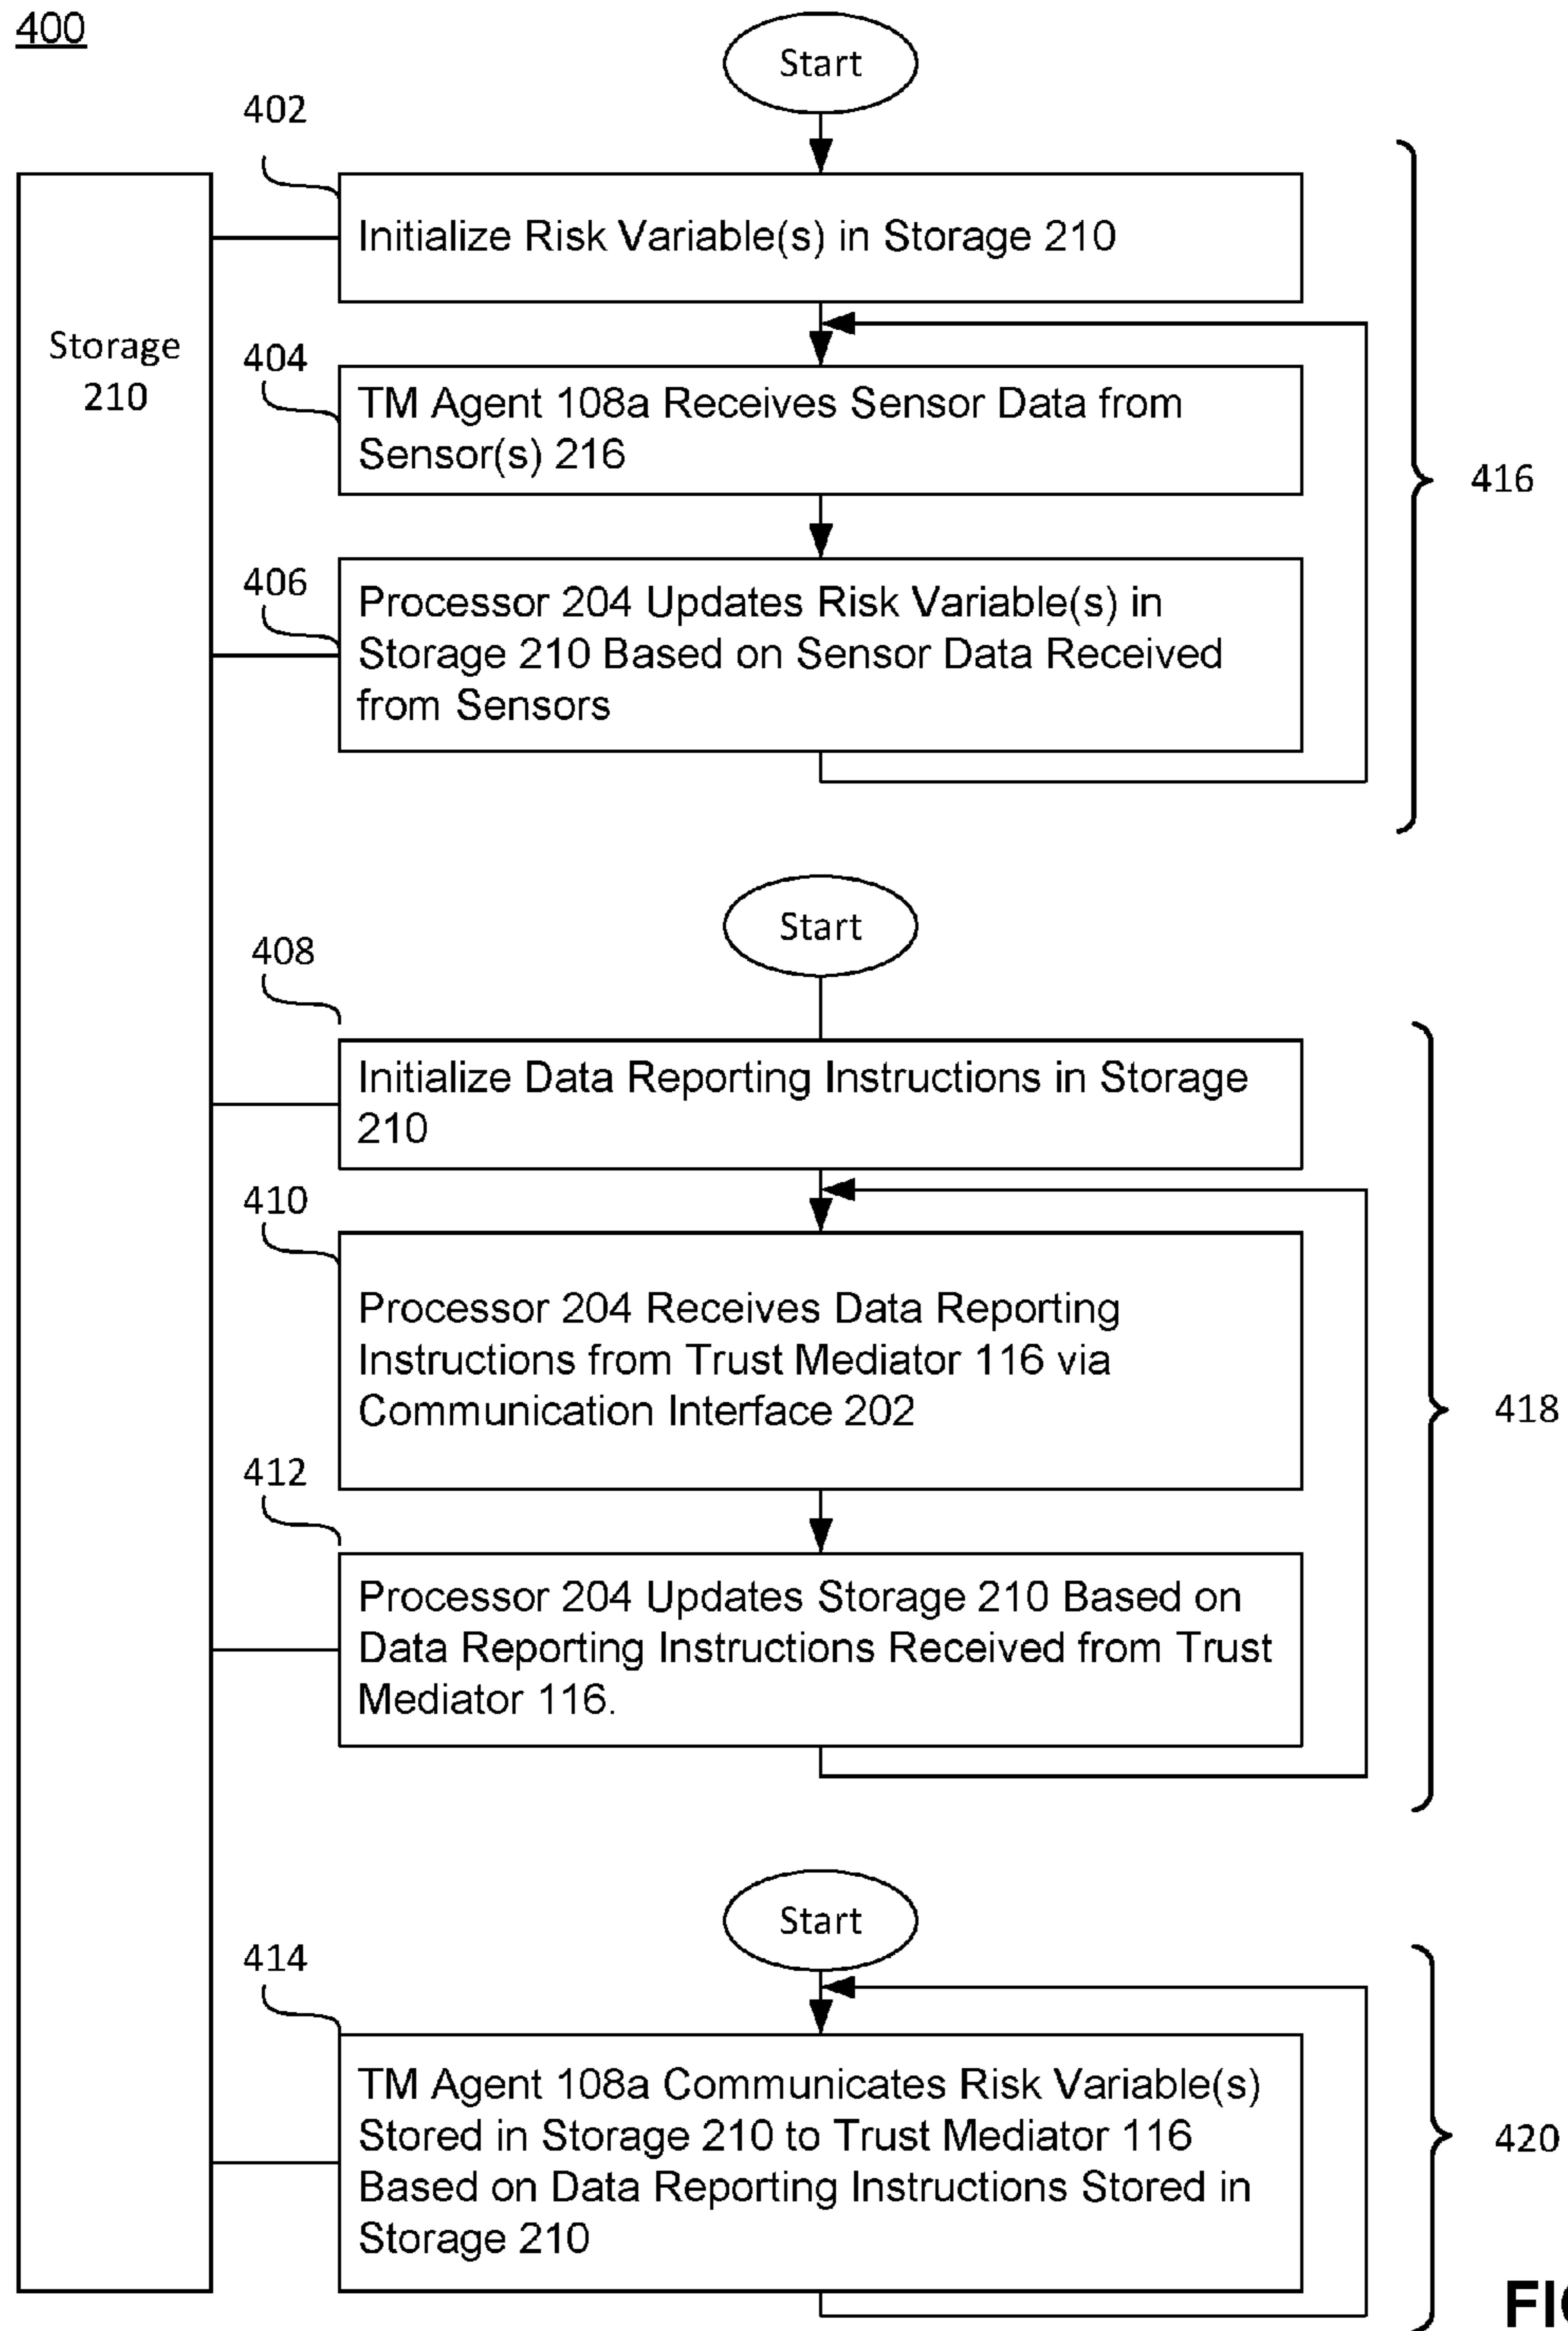 400
Start
402
Initialize Risk Variable(s) in Storage 210
Storage
210
404
TM Agent 108a Receives Sensor Data from
Sensor(s) 216
416
406
Processor 204 Updates Risk Variable(s) in
Storage 210 Based on Sensor Data Received
from Sensors
Start
408
Initialize Data Reporting Instructions in Storage
210
410
Processor 204 Receives Data Reporting
Instructions from Trust Mediator 116 via
Communication Interface 202
418
412
Processor 204 Updates Storage 210 Based on
Data Reporting Instructions Received from Trust
Mediator 116.
Start
414
TM Agent 108a Communicates Risk Variable(s)
Stored in Storage 210 to Trust Mediator 116
Based on Data Reporting Instructions Stored in
Storage 210
420